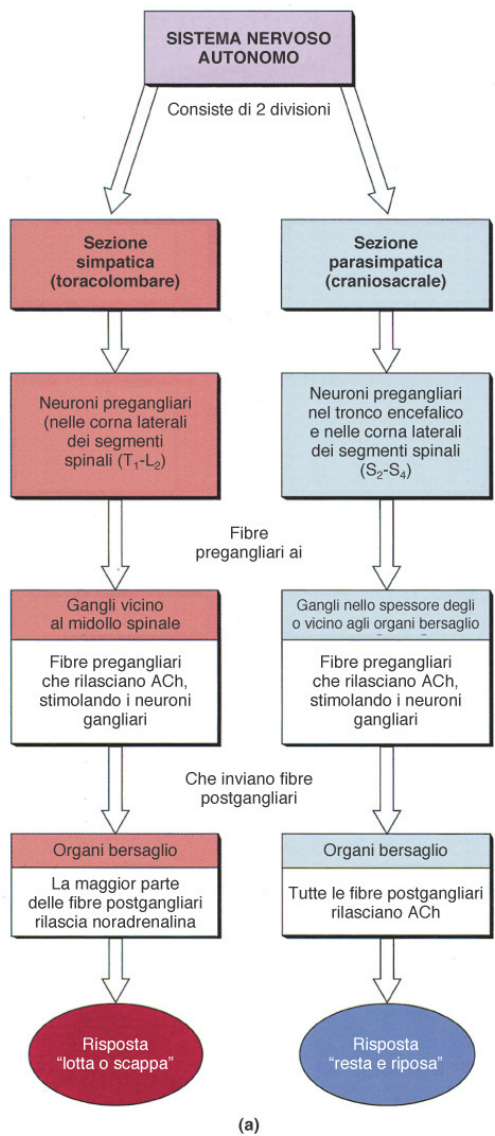 SISTEMA NERVOSO
AUTONOMO
Consiste di 2 divisioni
Sezione
simpatica
(toracolombare)
Sezione
parasimpatica
(craniosacrale)
Neuroni pregangliari
(nelle corna laterali
dei segmenti
spinali (T₁-L₂)
Neuroni pregangliari
nel tronco encefalico
e nelle corna laterali
dei segmenti spinali
(S₂-S₄)
Fibre
pregangliari ai
Gangli vicino
al midollo spinale
Fibre pregangliari
che rilasciano ACh,
stimolando i neuroni
gangliari
Gangli nello spessore degli
o vicino agli organi bersaglio
Fibre pregangliari
che rilasciano ACh,
stimolando i neuroni
gangliari
Che inviano fibre
postgangliari
Organi bersaglio
La maggior parte
delle fibre postgangliari
rilascia noradrenalina
Organi bersaglio
Tutte le fibre postgangliari
rilasciano ACh
Risposta
“lotta o scappa”
Risposta
“resta e riposa”
(a)